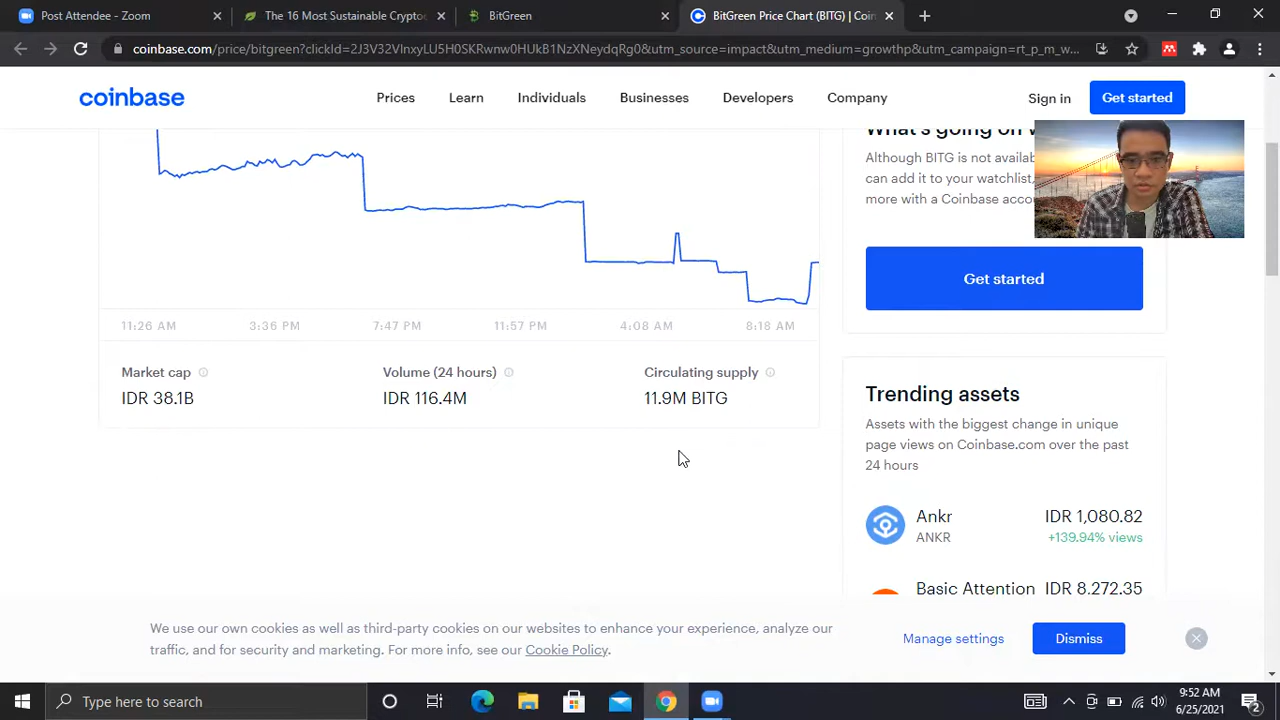 Post Attendee - Zoom
The 16 Most Sustainable Crypto
BitGreen
BitGreen Price Chart (BITG) | Coin
coinbase.com/price/bitgreen?clickId=2J3V32VInxyLU5H0SKRwnw0HUkB1NzXNeydqRg0&utm_source=impact&utm_medium=growthp&utm_campaign=rt_p_m_w...
coinbase
Prices
Learn
Individuals
Businesses
Developers
Company
Sign in
Get started
What's going on
Although BITG is not
can add it to your watchlist,
more with a Coinbase
Get started
11:26 AM 3:36 PM 7:47 PM 11:57 PM 4:08 AM 8:18 AM
Market cap
IDR 38.1B
Volume (24 hours)
IDR 116.4M
Circulating supply
11.9M BITG
Trending assets
Assets with the biggest change in unique
page views on Coinbase.com over the past
24 hours
Ankr IDR 1,080.82
ANKR +139.94% views
Basic Attention IDR 8,272.35
We use our own cookies as well as third-party cookies on our websites to enhance your experience, analyze our
traffic, and for security and marketing. For more info, see our Cookie Policy.
Manage settings
Dismiss
Type here to search
9:52 AM
6/25/2021
2